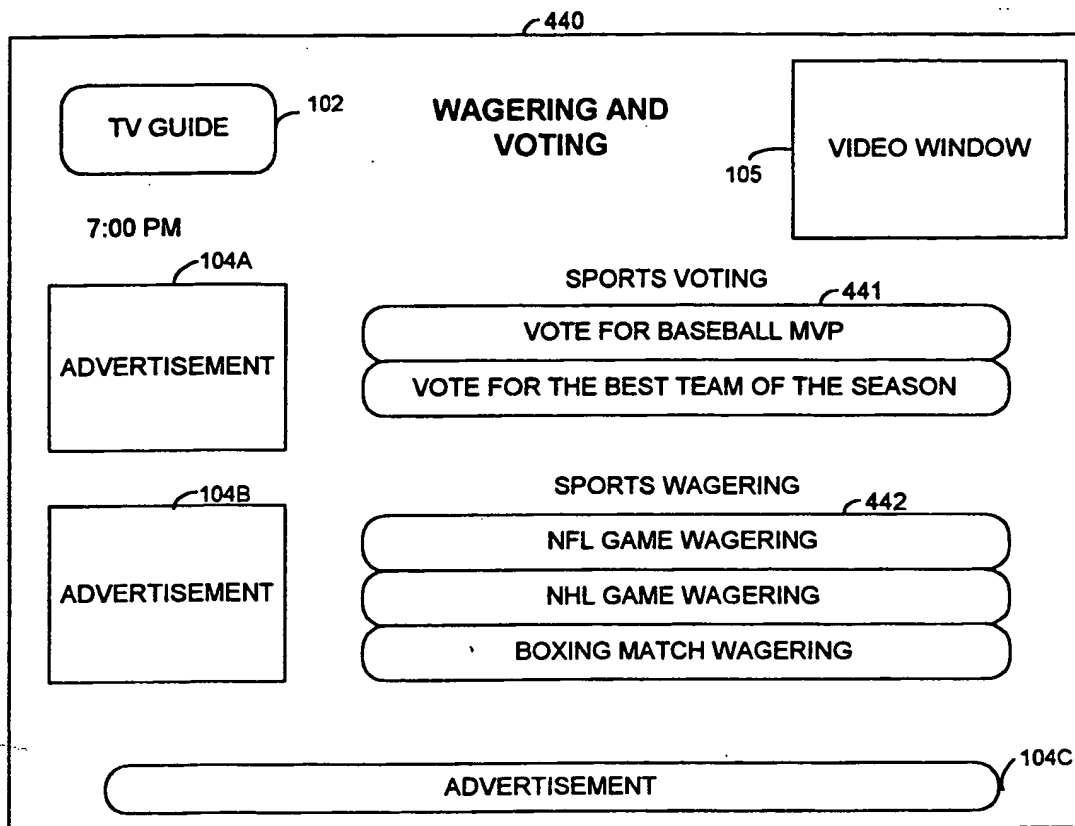 440
TV GUIDE
102
WAGERING AND
VOTING
VIDEO WINDOW
105
7:00 PM
104A
ADVERTISEMENT
SPORTS VOTING
441
VOTE FOR BASEBALL MVP
VOTE FOR THE BEST TEAM OF THE SEASON
104B
ADVERTISEMENT
SPORTS WAGERING
442
NFL GAME WAGERING
NHL GAME WAGERING
BOXING MATCH WAGERING
104C
ADVERTISEMENT